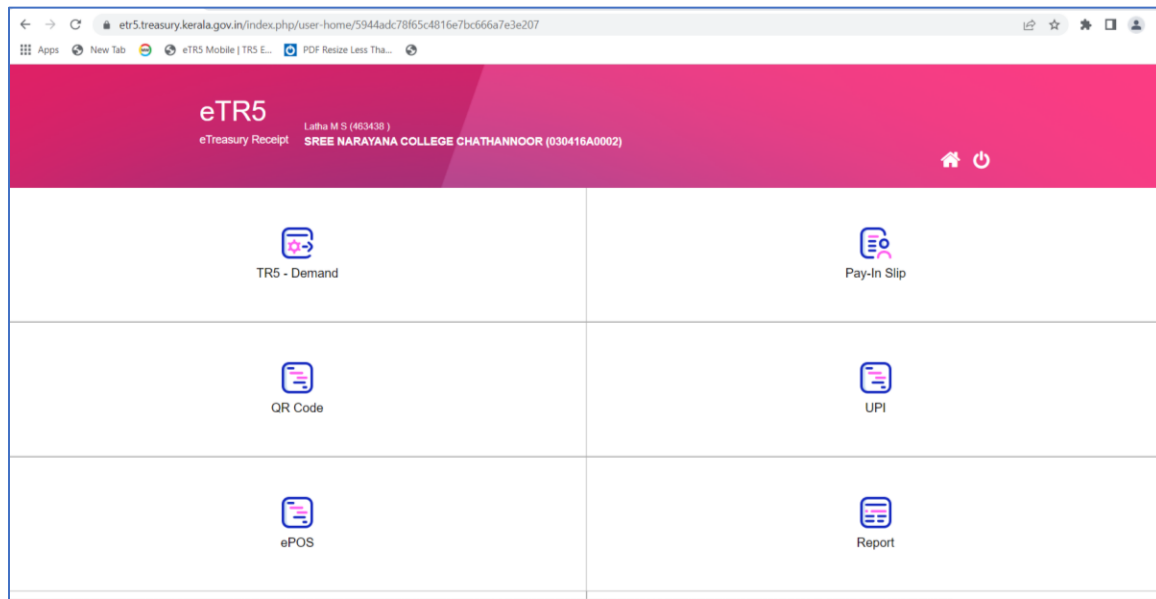 etr5.treasury.kerala.gov.in/index.php/user-home/5944adc78f65c4816e7bc666a7e3e207
Apps New Tab eTR5 Mobile | TR5 E... PDF Resize Less Tha...
eTR5
Latha M S (463438 )
eTreasury Receipt SREE NARAYANA COLLEGE CHATHANNOOR (030416A0002)
TR5 - Demand Pay-In Slip
QR Code UPI
ePOS Report